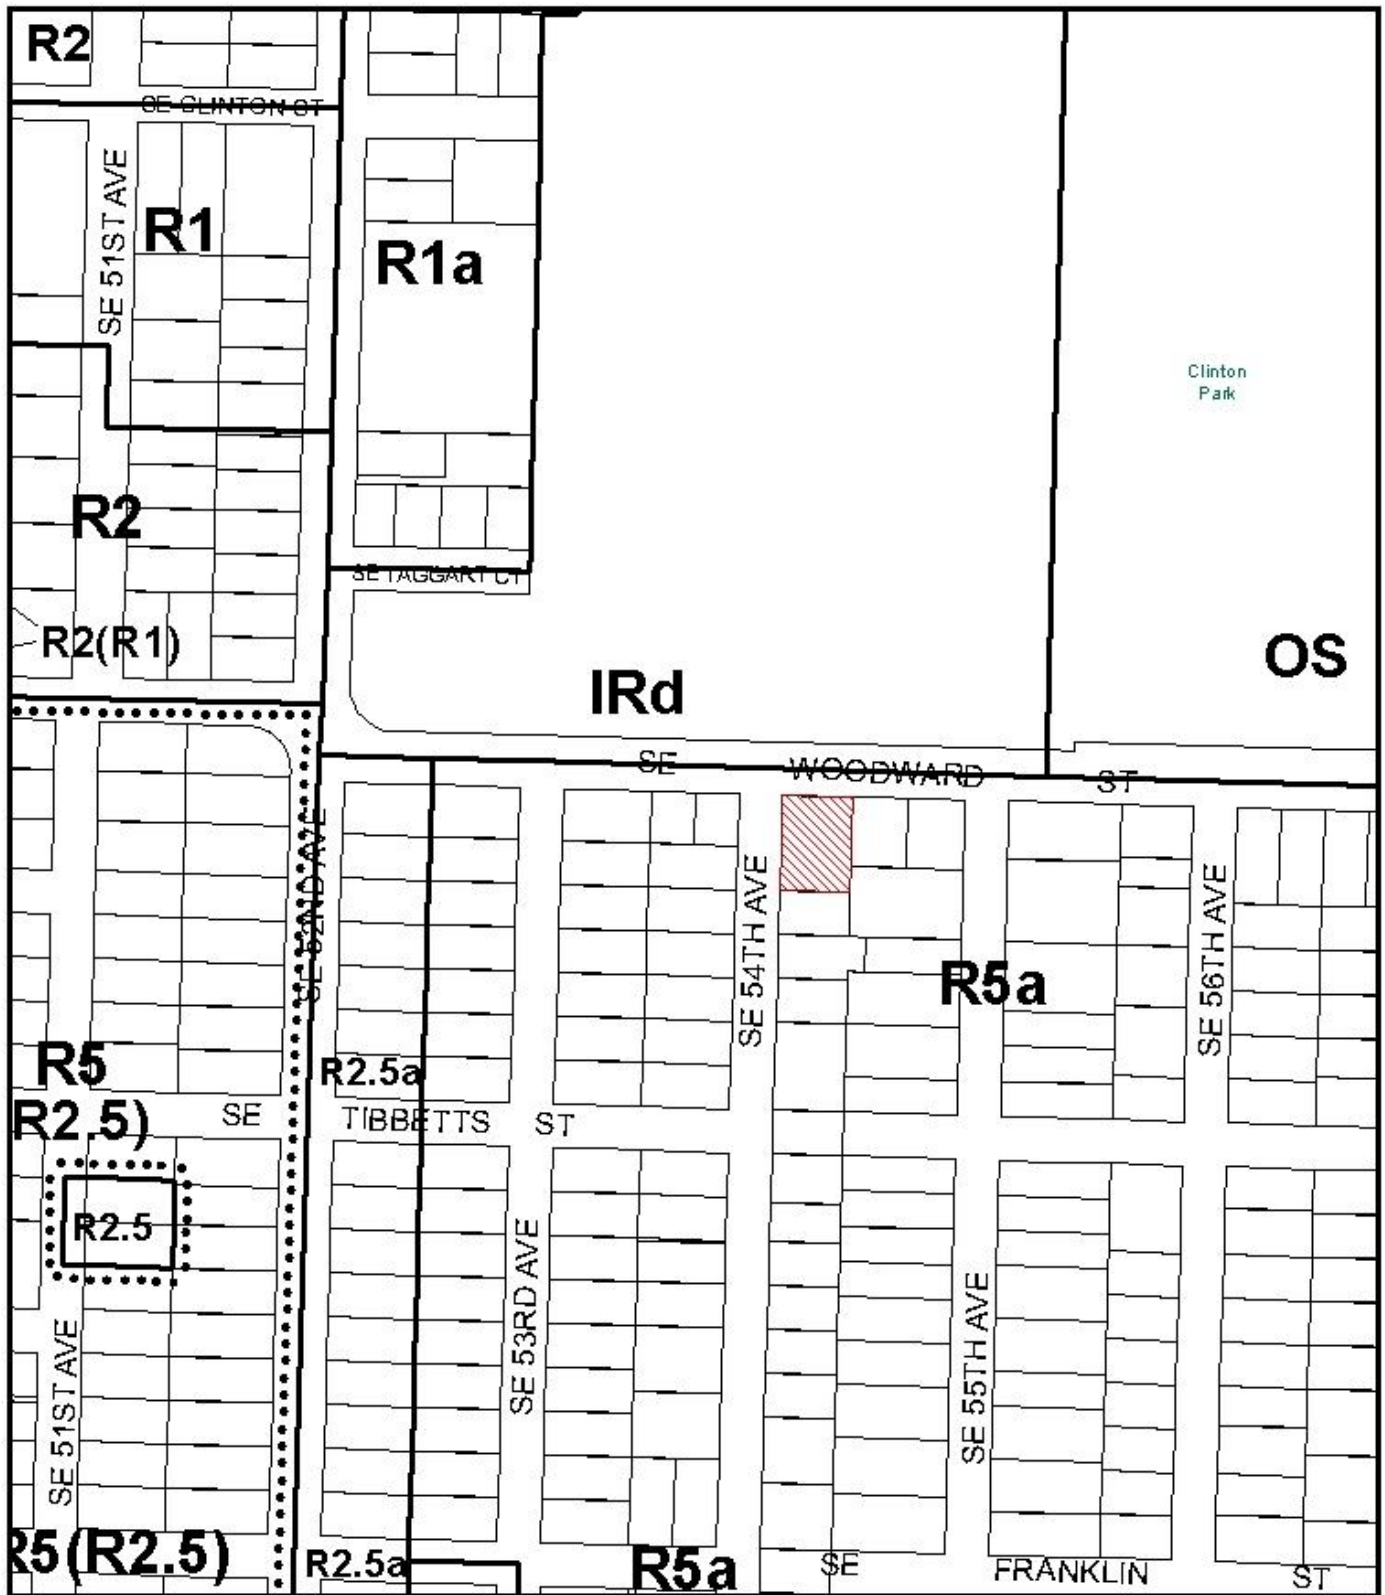 R2
SE CLINTON ST
SE 51ST AVE
R1
R1a
Clinton
Park
R2
SE TAGGART CT
R2(R1)
OS
IRd
SE WOODWARD ST
SE 52ND AVE
SE 54TH AVE
SE 56TH AVE
R5a
R5
R2.5)
R2.5a
SE TIBBETTS ST
R2.5
SE 53RD AVE
SE 55TH AVE
SE 51ST AVE
R5(R2.5)
R2.5a
R5a
SE FRANKLIN ST